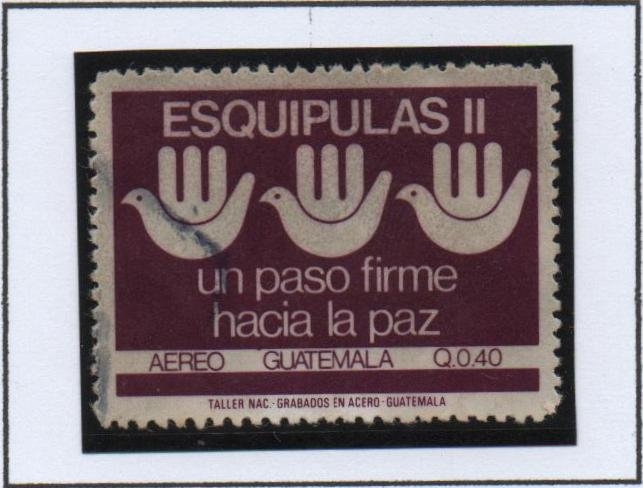 ESQUIPULAS II
un paso firme
hacia la paz
AEREO GUATEMALA Q.0.40
TALLER NAC.-GRABADOS EN ACERO-GUATEMALA